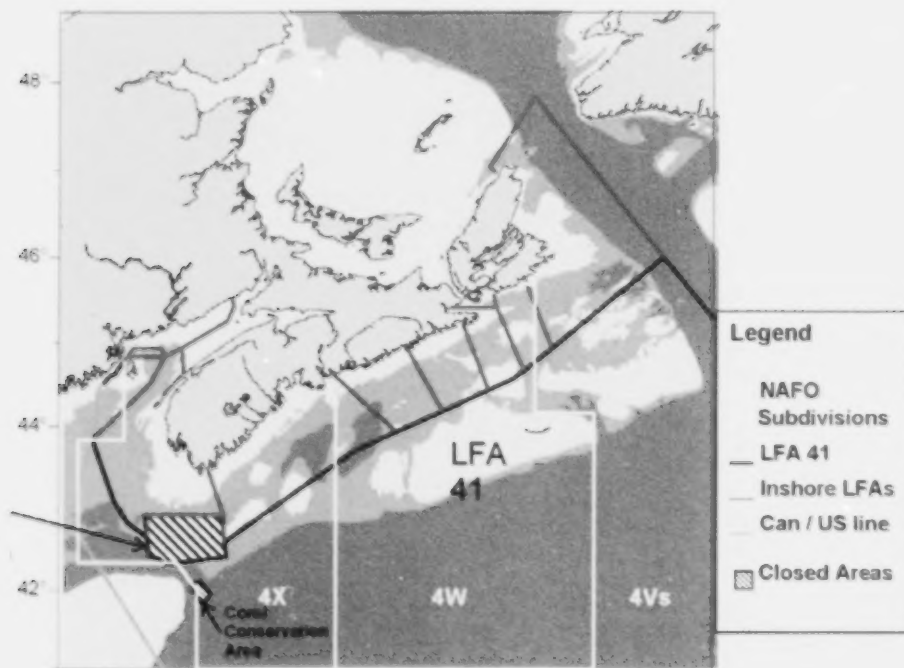 48
46
44
42
LFA
41
4X
4W
4Vs
Coral
Conservation
Area
Legend
NAFO
Subdivisions
LFA 41
Inshore LFAs
Can / US line
Closed Areas